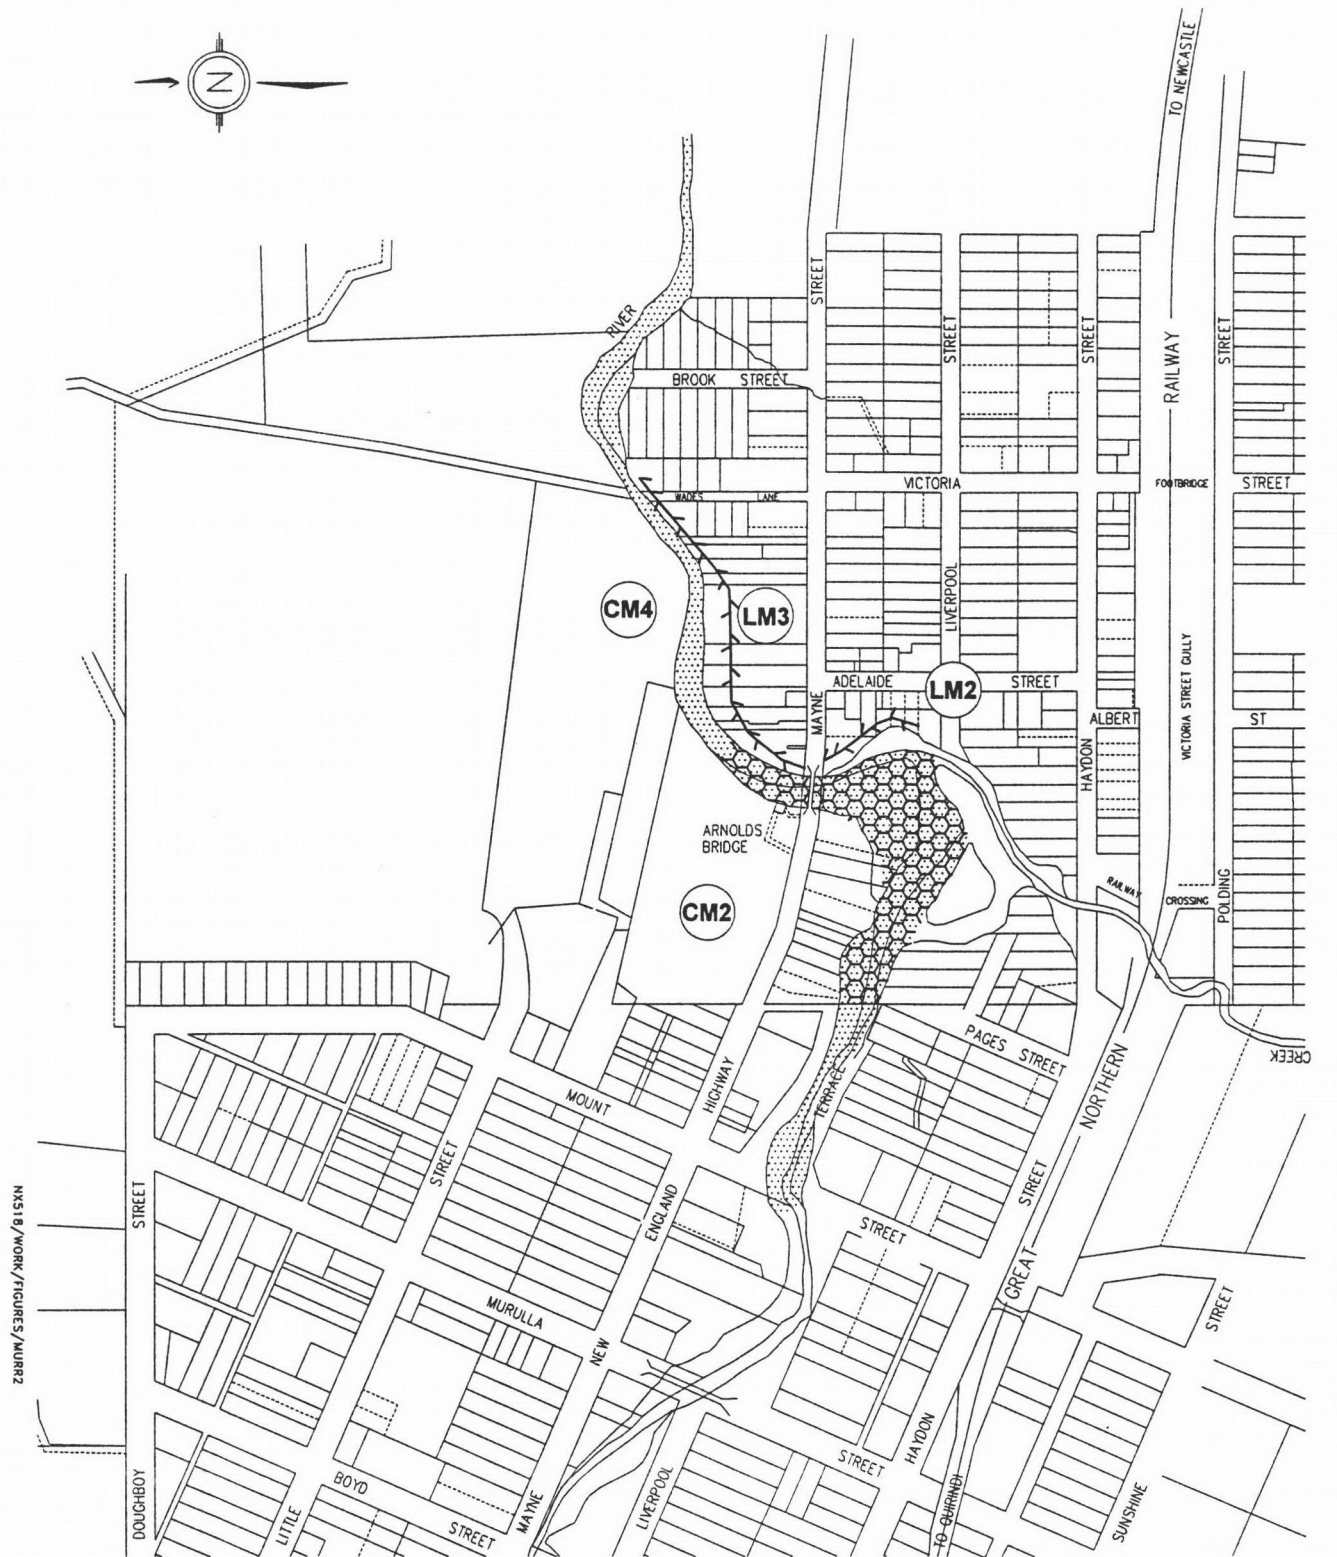 N
TO NEWCASTLE
RIVER
STREET
STREET
STREET
RAILWAY
STREET
BROOK STREET
VICTORIA
FOOTBRIDGE
STREET
WADES LANE
LIVERPOOL
CM4
LM3
VICTORIA STREET GULLY
ADELAIDE
LM2
STREET
MAYNE
ALBERT
ST
HAYDON
ARNOLDS
BRIDGE
RAILWAY
CROSSING
POLDING
CM2
PAGES STREET
CREEK
MOUNT
HIGHWAY
TERRACE
NORTHERN
STREET
STREET
STREET
ENGLAND
STREET
GREAT
NX518/WORK/FIGURES/MURR2
MURULLA
NEW
STREET
HAYDON
STREET
DOUGHBOY
BOYD
LITTLE
STREET
MAYNE
LIVERPOOL
TO QUIRINDI
SUNSHINE